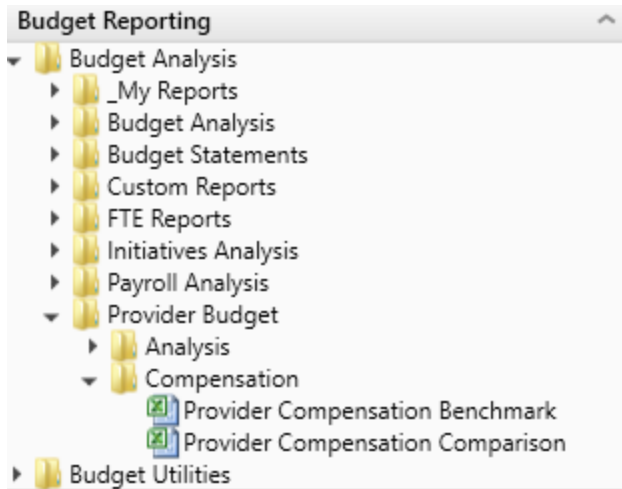 Budget Reporting
Budget Analysis
_My Reports
Budget Analysis
Budget Statements
Custom Reports
FTE Reports
Initiatives Analysis
Payroll Analysis
Provider Budget
Analysis
Compensation
Provider Compensation Benchmark
Provider Compensation Comparison
Budget Utilities